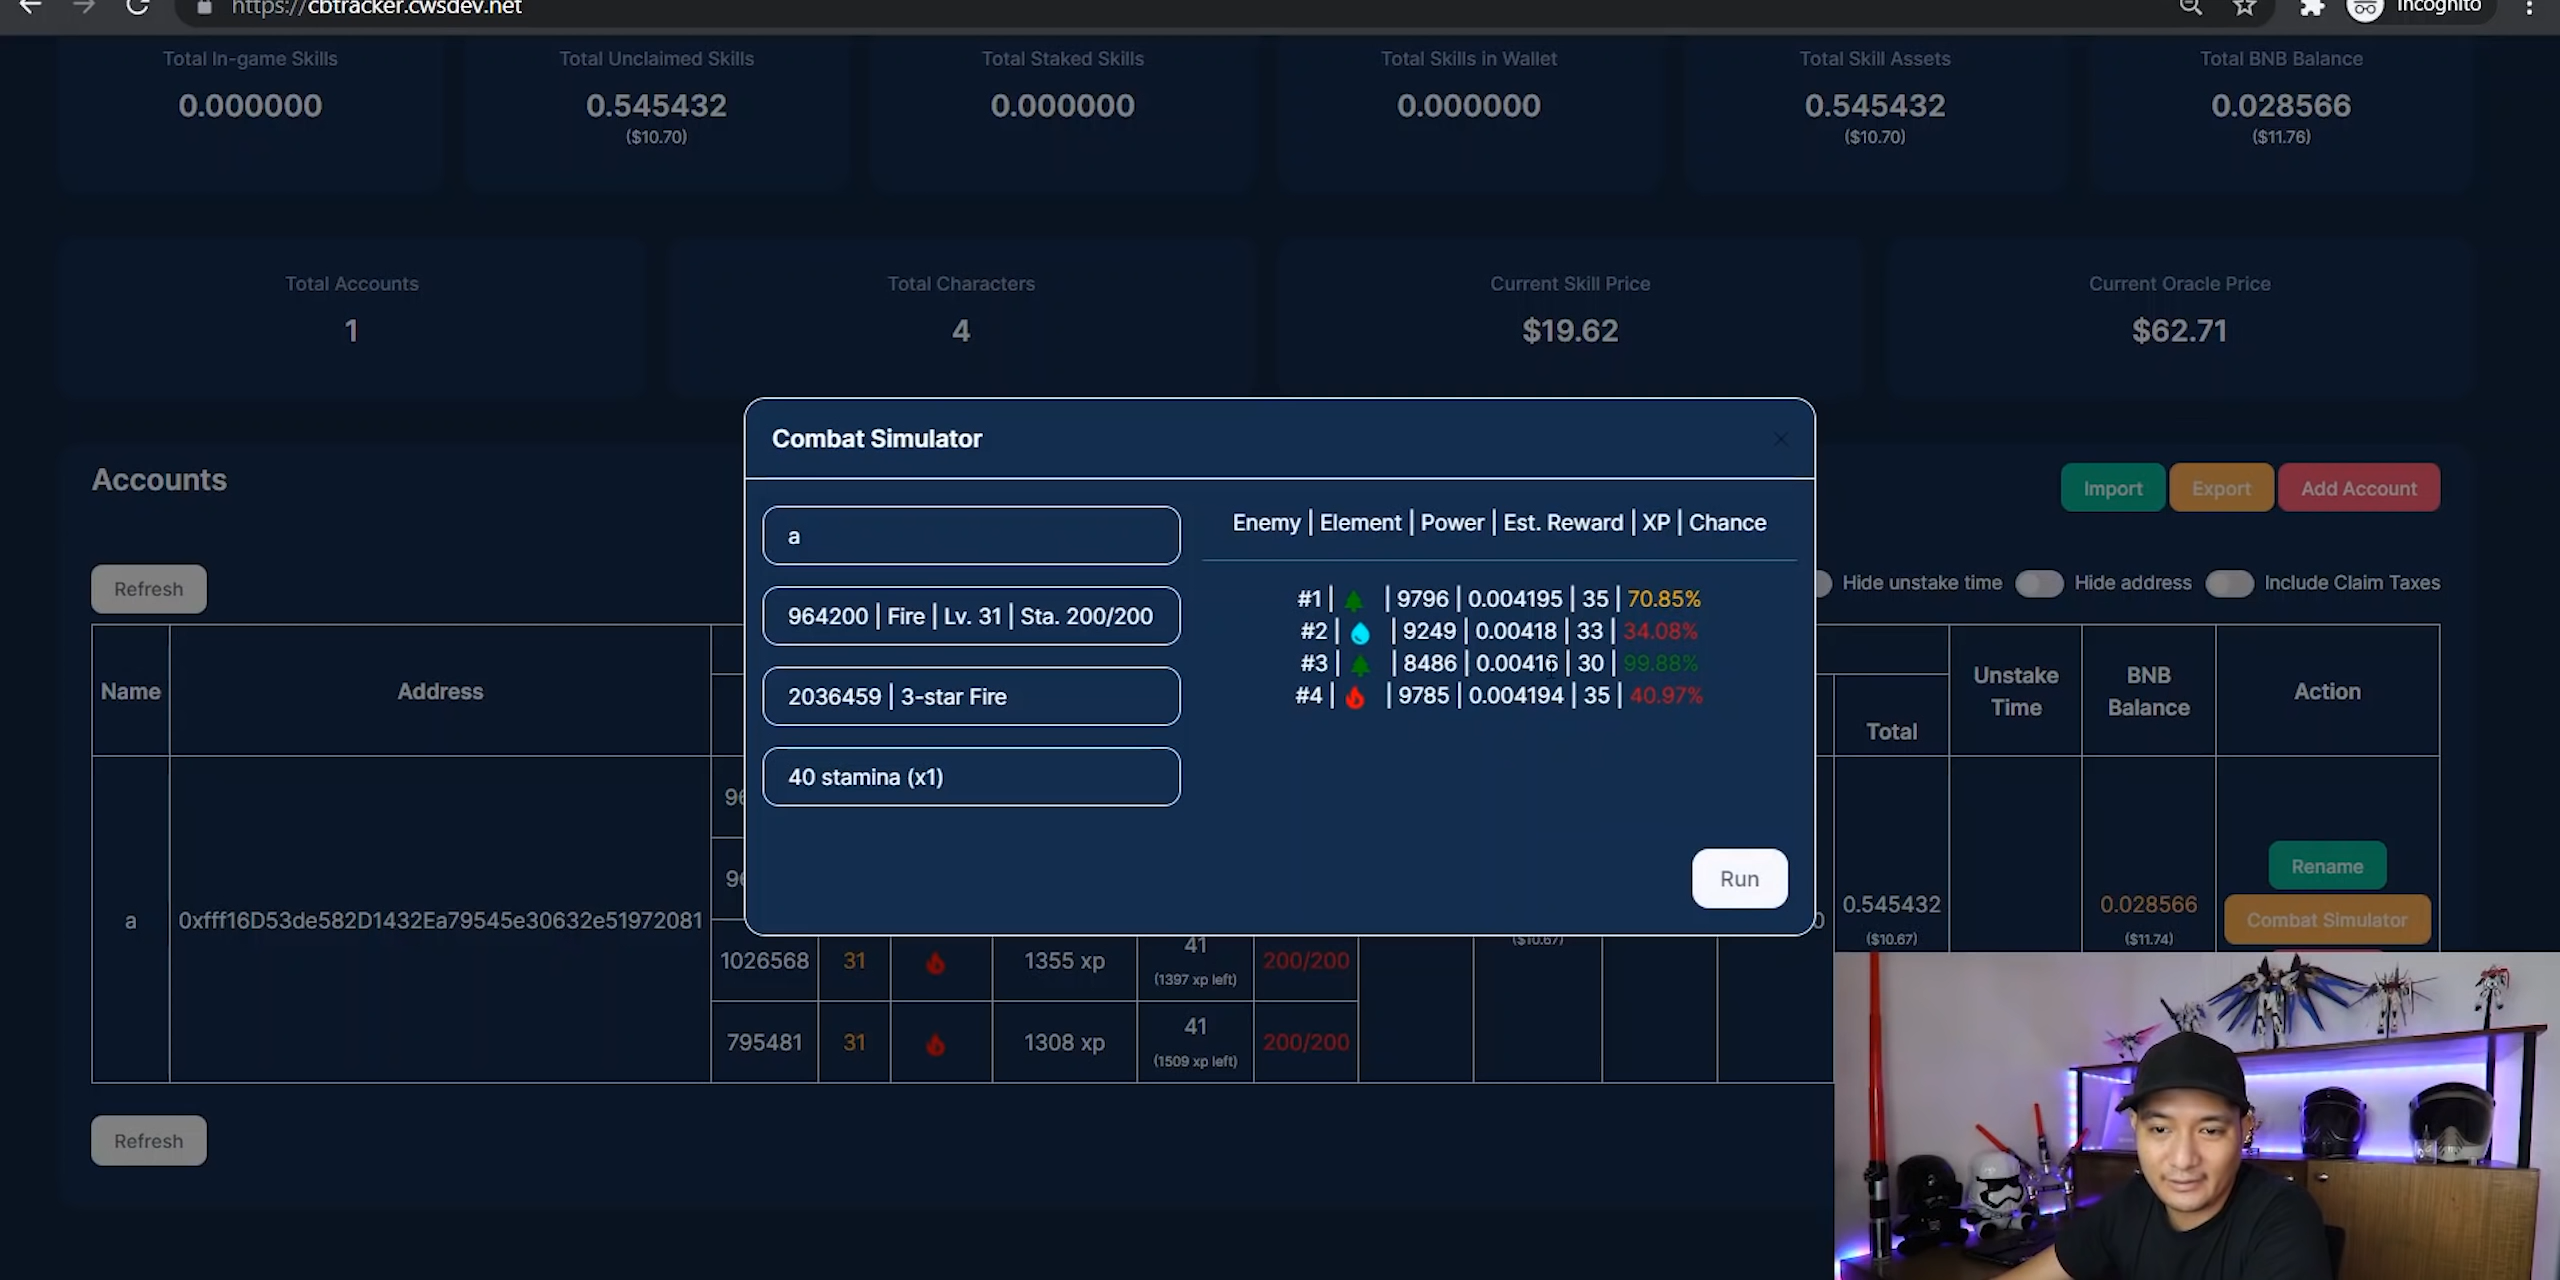 https://cbtracker.cwsdev.net
Incognito
Total In-game Skills
0.000000
Total Unclaimed Skills
0.545432
($10.70)
Total Staked Skills
0.000000
Total Skills in Wallet
0.000000
Total Skill Assets
0.545432
($10.70)
Total BNB Balance
0.028566
($11.76)
Total Accounts
1
Total Characters
4
Current Skill Price
$19.62
Current Oracle Price
$62.71
Accounts
Import
Export
Add Account
Refresh
Hide unstake time
Hide address
Include Claim Taxes
Combat Simulator
a
964200 | Fire | Lv. 31 | Sta. 200/200
2036459 | 3-star Fire
40 stamina (x1)
Enemy | Element | Power | Est. Reward | XP | Chance
#1 | | 9796 | 0.004195 | 35 | 70.85%
#2 | | 9249 | 0.00418 | 33 | 34.08%
#3 | | 8486 | 0.00416 | 30 | 99.88%
#4 | | 9785 | 0.004194 | 35 | 40.97%
Run
Name
Address
Total
Unstake Time
BNB Balance
Action
a
0xfff16D53de582D1432Ea79545e30632e51972081
1026568
31
1355 xp
41
(1397 xp left)
200/200
795481
31
1308 xp
41
(1509 xp left)
200/200
($10.67)
0.545432
($10.67)
0.028566
($11.74)
Rename
Combat Simulator
Refresh